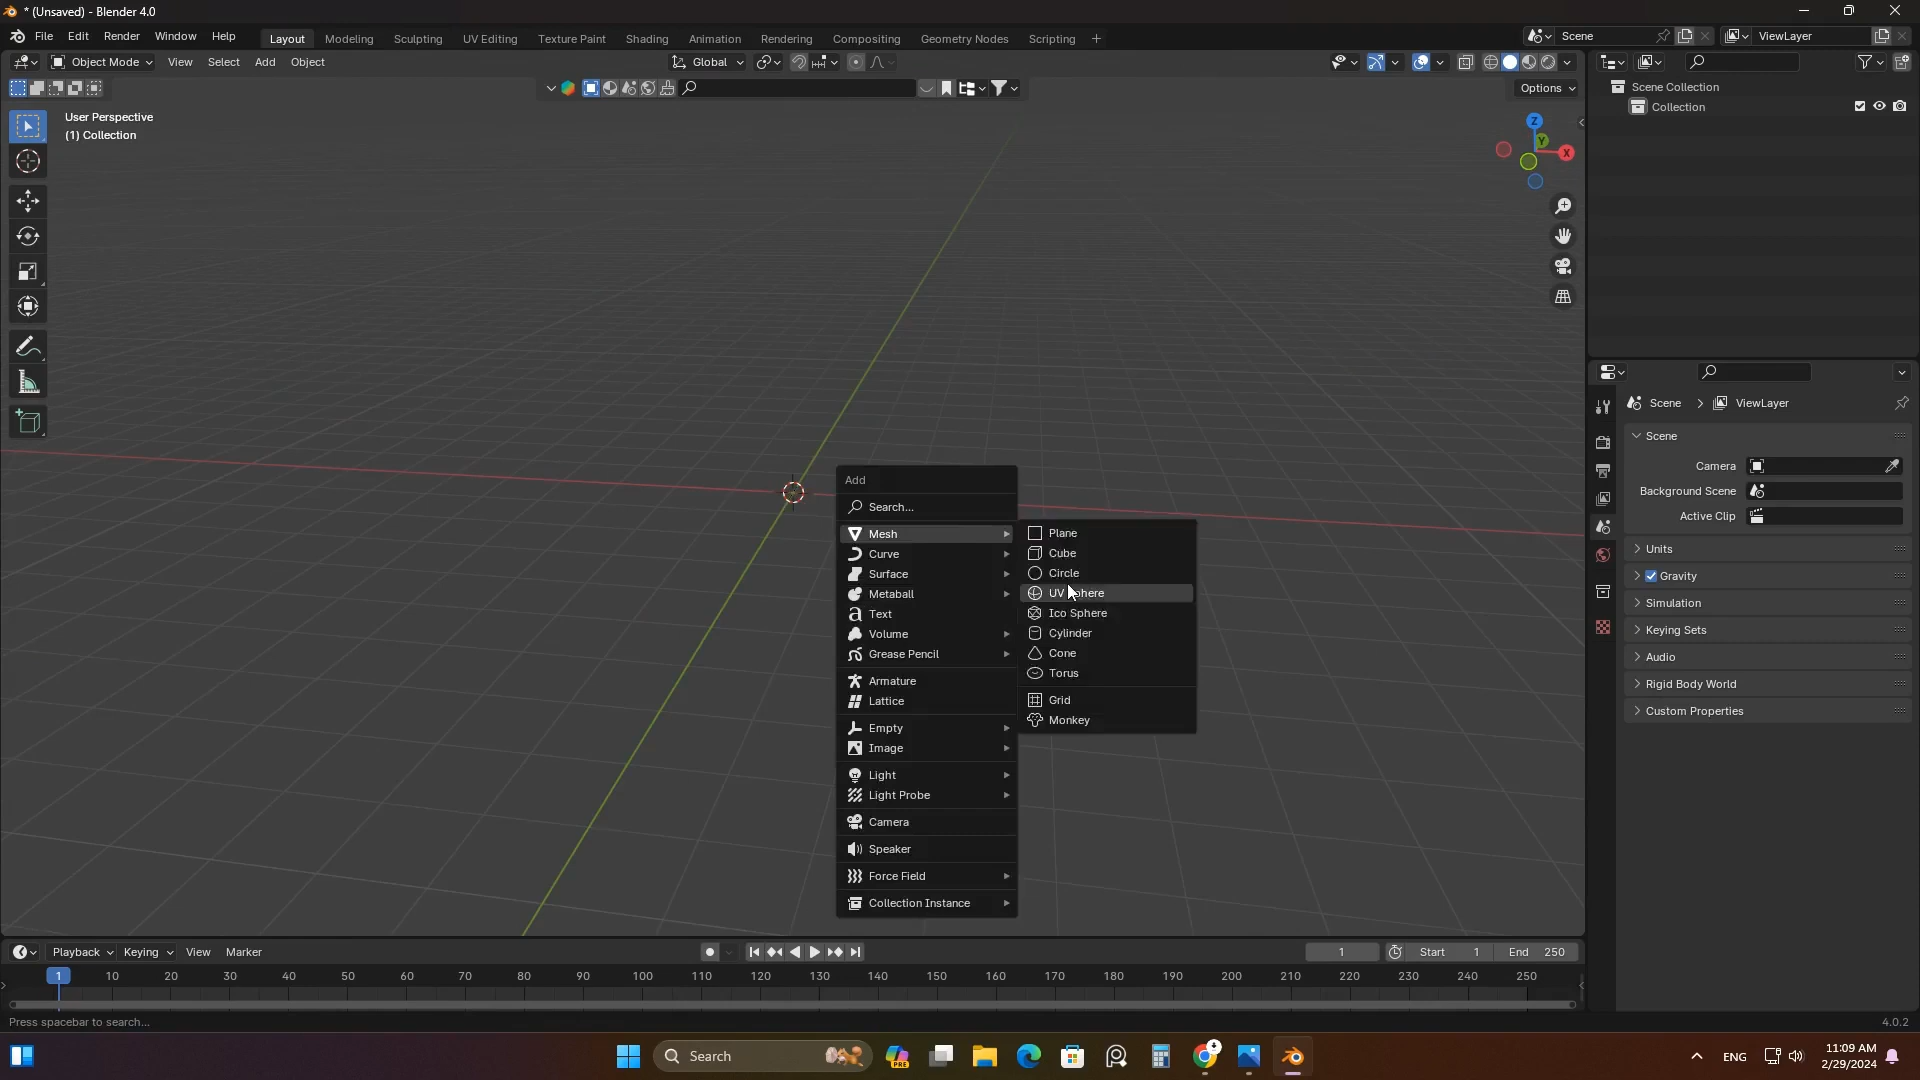 * (Unsaved) - Blender 4.0
File Edit Render Window Help Layout Modeling Sculpting UV Editing Texture Paint Shading Animation Rendering Compositing Geometry Nodes Scripting + Scene ViewLayer
Object Mode View Select Add Object Global
Options
User Perspective
(1) Collection
Z
Y
X
Scene Collection
Collection
Scene > ViewLayer
Scene
Camera
Background Scene
Active Clip
Units
Gravity
Simulation
Keying Sets
Audio
Rigid Body World
Custom Properties
Add
Search...
Mesh
Curve
Surface
Metaball
Text
Volume
Grease Pencil
Armature
Lattice
Empty
Image
Light
Light Probe
Camera
Speaker
Force Field
Collection Instance
Plane
Cube
Circle
UV Sphere
Ico Sphere
Cylinder
Cone
Torus
Grid
Monkey
Playback Keying View Marker 1 Start 1 End 250
1 10 20 30 40 50 60 70 80 90 100 110 120 130 140 150 160 170 180 190 200 210 220 230 240 250
Press spacebar to search... 4.0.2
Search PRE ENG 11:09 AM
2/29/2024